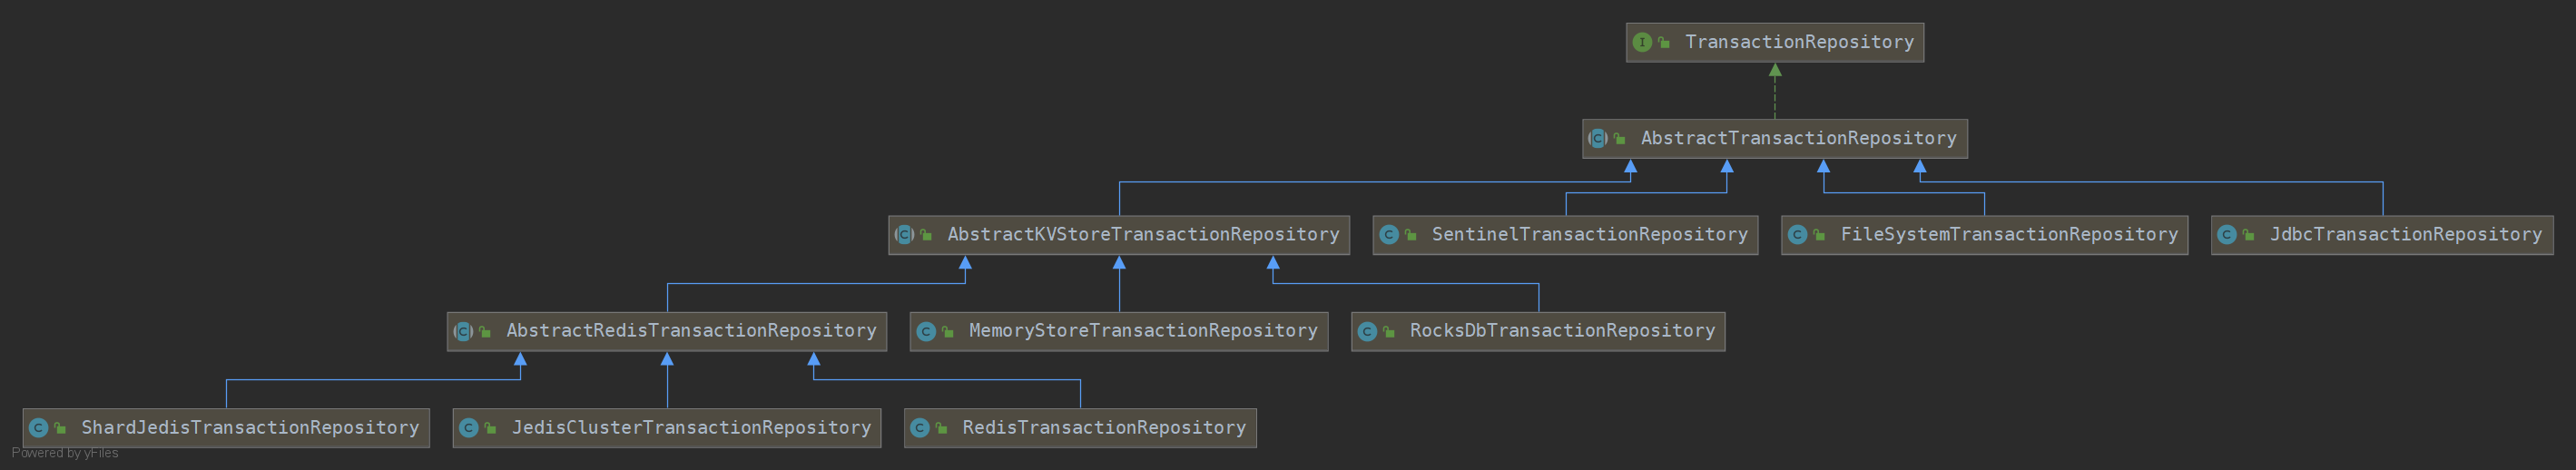 TransactionRepository
AbstractTransactionRepository
AbstractKVStoreTransactionRepository
SentinelTransactionRepository
FileSystemTransactionRepository
JdbcTransactionRepository
AbstractRedisTransactionRepository
MemoryStoreTransactionRepository
RocksDbTransactionRepository
ShardJedisTransactionRepository
JedisClusterTransactionRepository
RedisTransactionRepository
Powered by yFiles